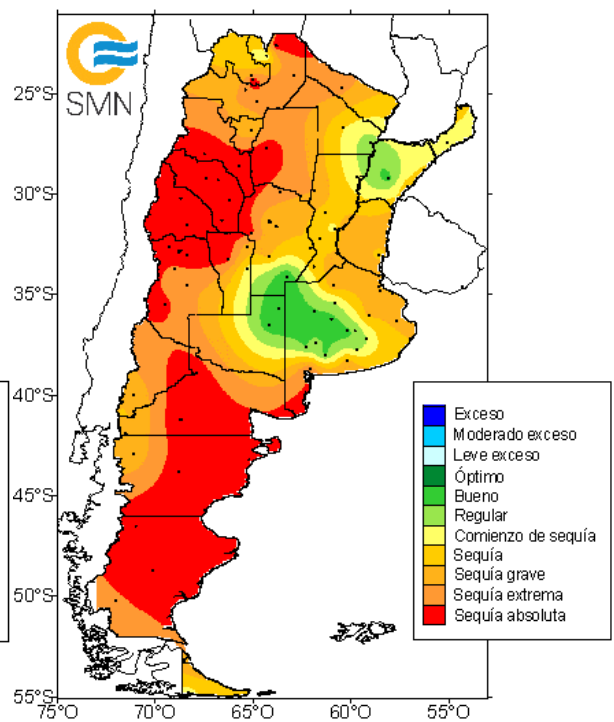 SMN
25°S
30°S
35°S
40°S
45°S
50°S
55°S
75°O
70°O
65°O
60°O
55°O
Exceso
Moderado exceso
Leve exceso
Óptimo
Bueno
Regular
Comienzo de sequía
Sequía
Sequía grave
Sequía extrema
Sequía absoluta